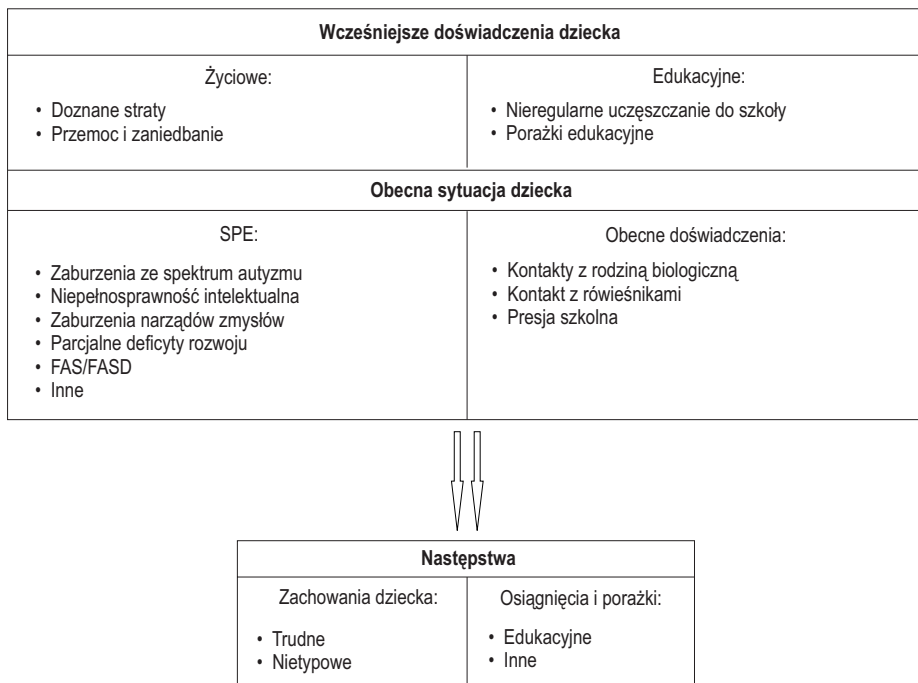 Wcześniejsze doświadczenia dziecka
Życiowe:
• Doznane straty
• Przemoc i zaniedbanie
Edukacyjne:
• Nieregularne uczęszczanie do szkoły
• Porażki edukacyjne
Obecna sytuacja dziecka
SPE:
• Zaburzenia ze spektrum autyzmu
• Niepełnosprawność intelektualna
• Zaburzenia narządów zmysłów
• Parcjalne deficyty rozwoju
• FAS/FASD
• Inne
Obecne doświadczenia:
• Kontakty z rodziną biologiczną
• Kontakt z rówieśnikami
• Presja szkolna
Następstwa
Zachowania dziecka:
• Trudne
• Nietypowe
Osiągnięcia i porażki:
• Edukacyjne
• Inne